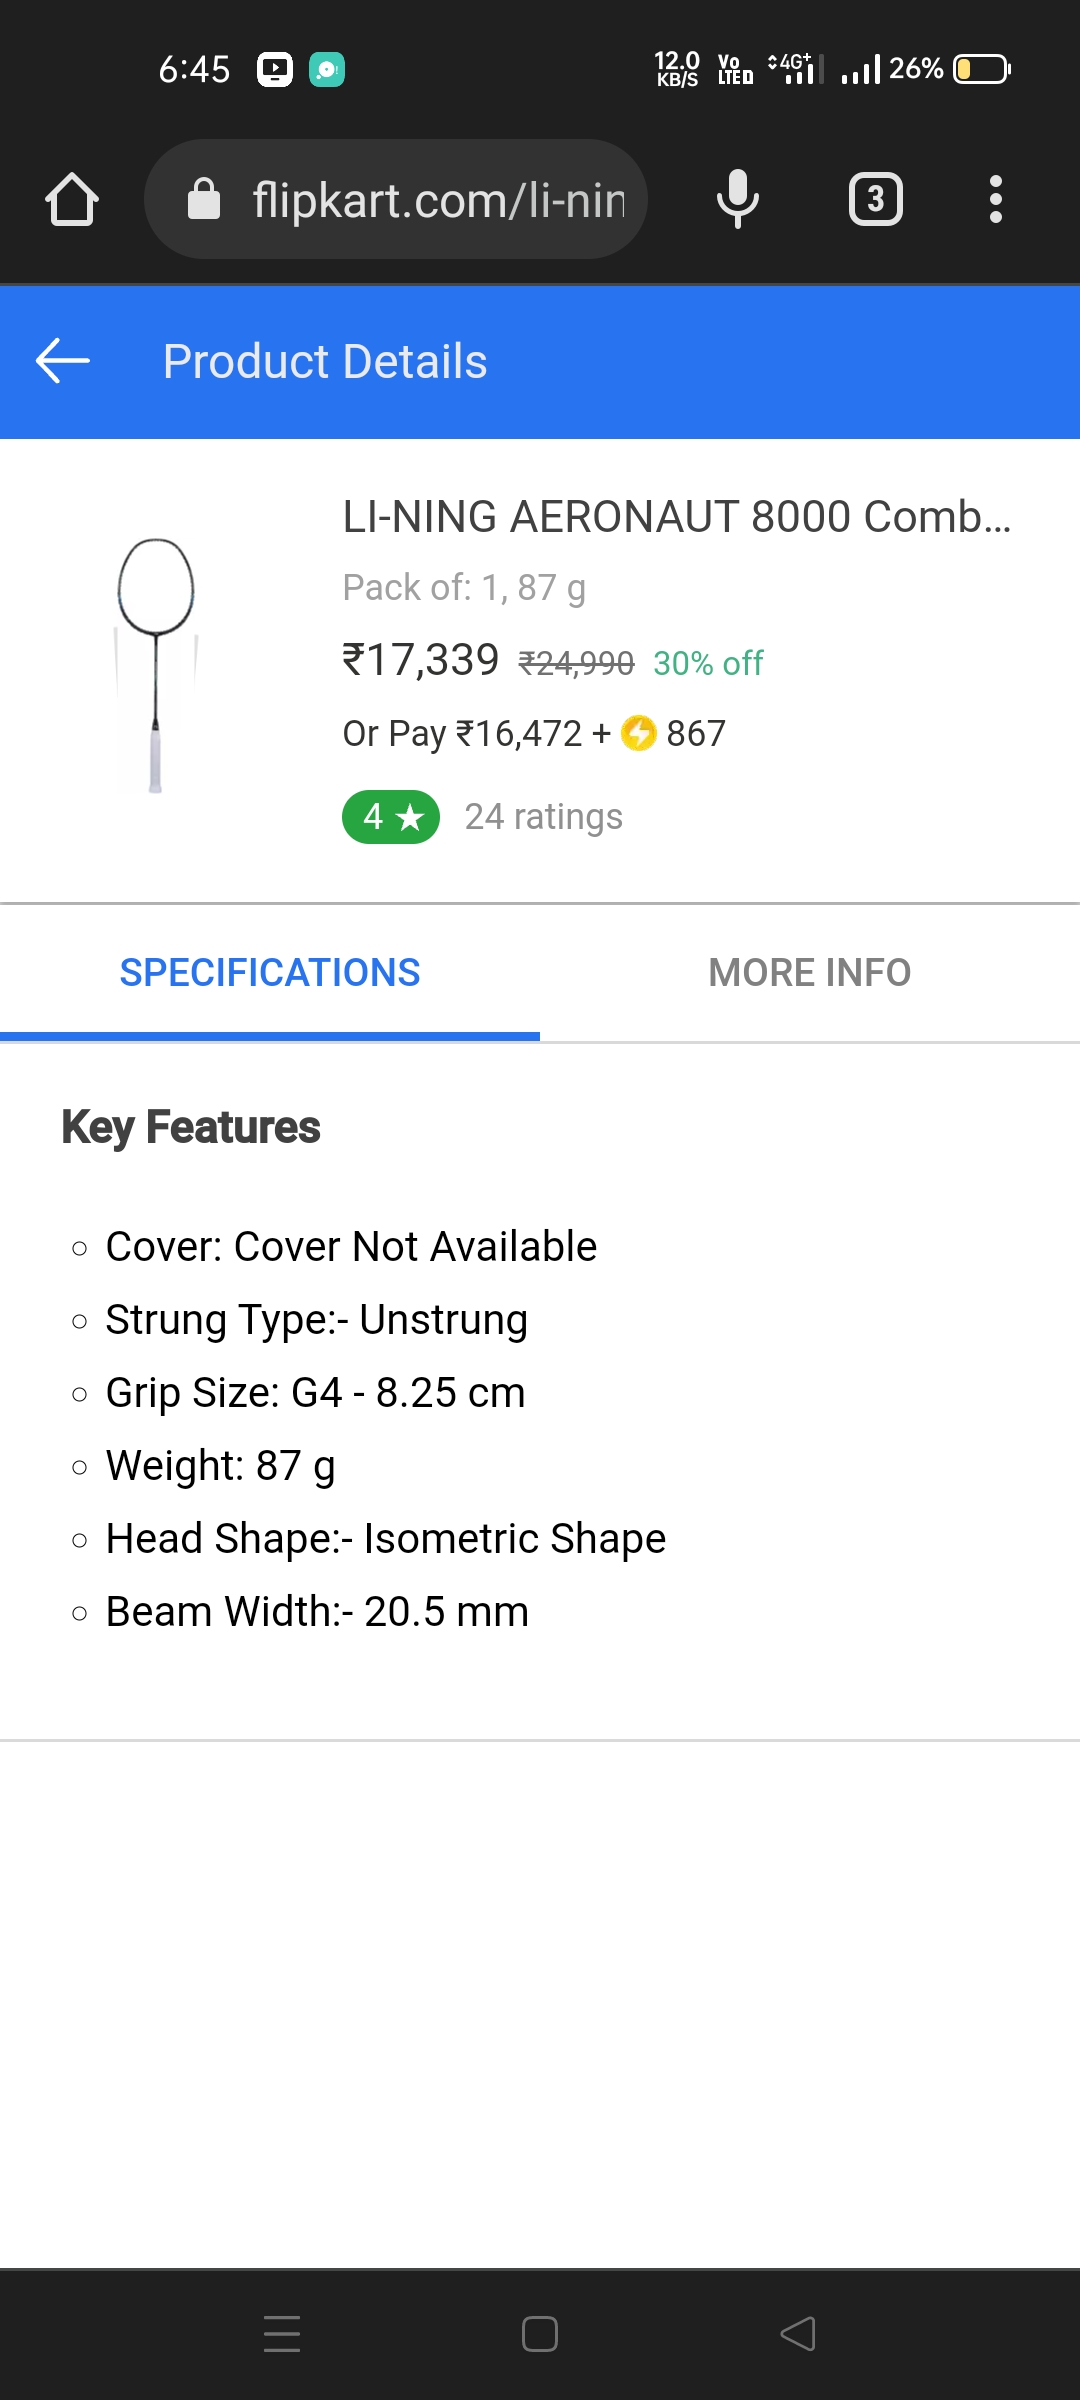 6:45
12.0 KB/S VoLTE 4G+ 26%
flipkart.com/li-nin
3
Product Details
LI-NING AERONAUT 8000 Comb...
Pack of: 1, 87 g
₹17,339 ₹24,990 30% off
Or Pay ₹16,472 + 867
4 ★ 24 ratings
SPECIFICATIONS
MORE INFO
Key Features
Cover: Cover Not Available
Strung Type:- Unstrung
Grip Size: G4 - 8.25 cm
Weight: 87 g
Head Shape:- Isometric Shape
Beam Width:- 20.5 mm